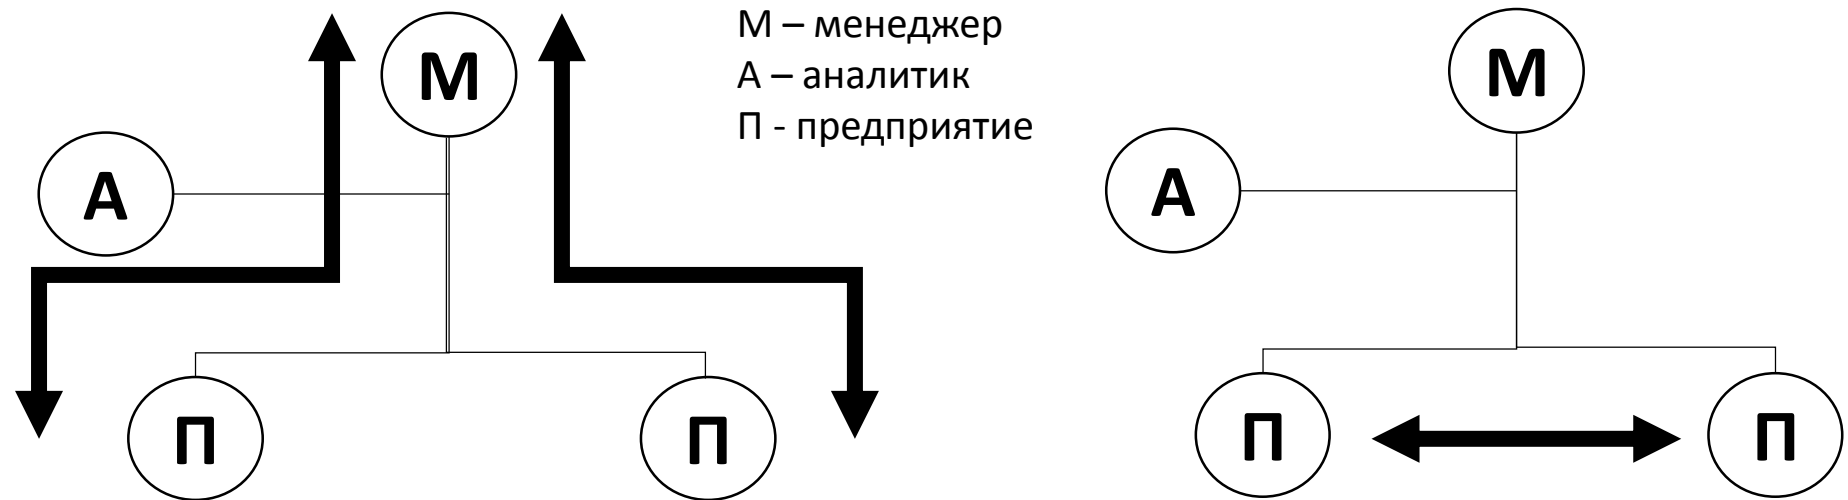 М
М – менеджер
А – аналитик
П - предприятие
А
П
П
М
А
П
П